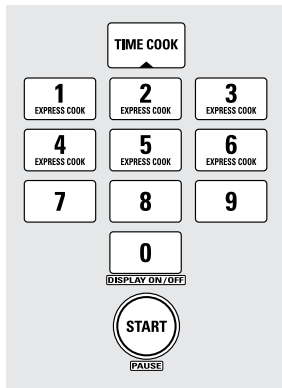 TIME COOK
1 2 3
EXPRESS COOK EXPRESS COOK EXPRESS COOK
4 5 6
EXPRESS COOK EXPRESS COOK EXPRESS COOK
7 8 9
0
DISPLAY ON/OFF
START
PAUSE